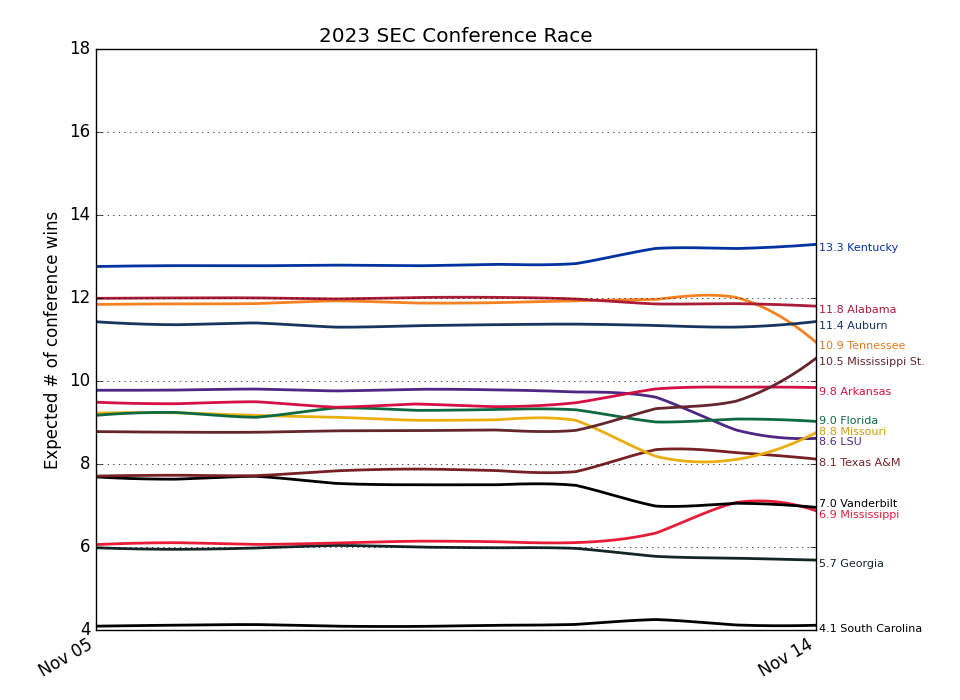 2023 SEC Conference Race
Expected # of conference wins
18
16
14
12
10
8
6
4
Nov 05
Nov 14
13.3 Kentucky
11.8 Alabama
11.4 Auburn
10.9 Tennessee
10.5 Mississippi St.
9.8 Arkansas
9.0 Florida
8.8 Missouri
8.6 LSU
8.1 Texas A&M
7.0 Vanderbilt
6.9 Mississippi
5.7 Georgia
4.1 South Carolina